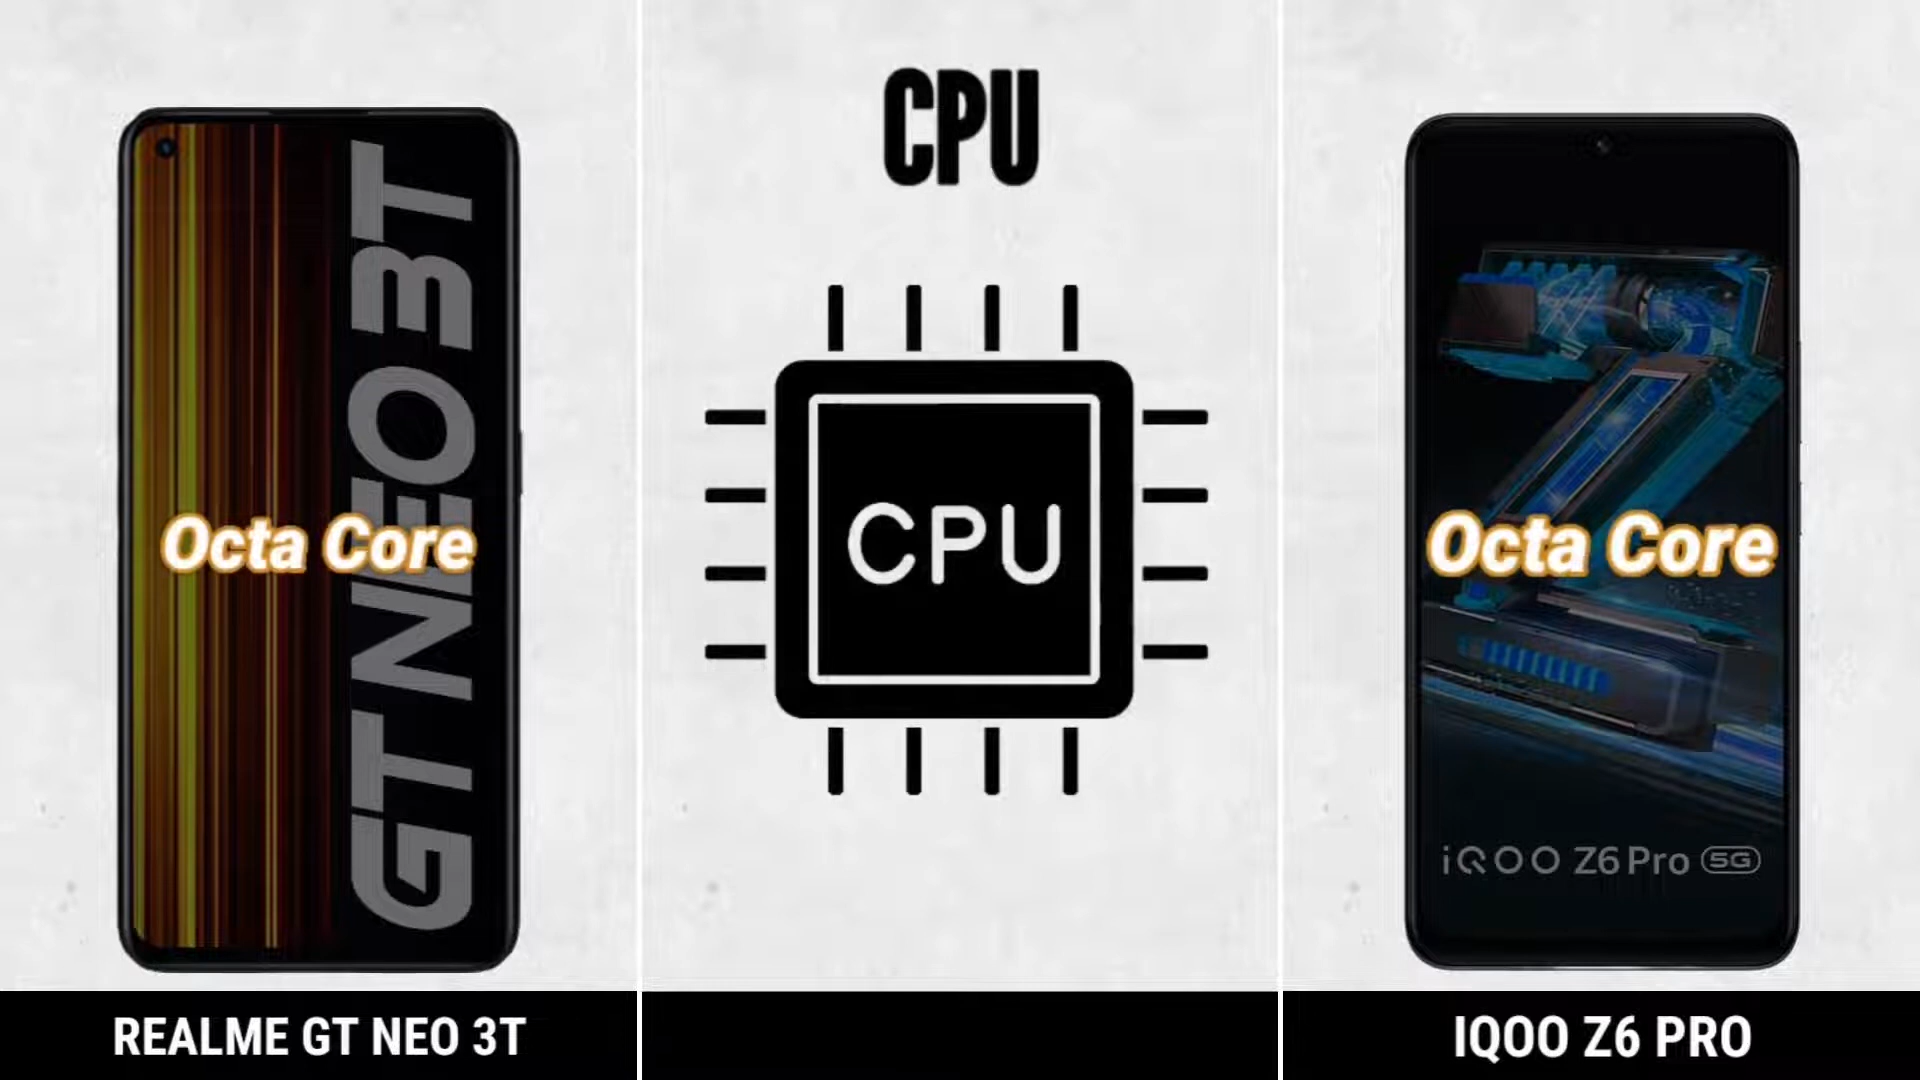 GT NEO 3T
Octa Core
REALME GT NEO 3T
CPU
CPU
Octa Core
iQOO Z6 Pro 5G
IQOO Z6 PRO